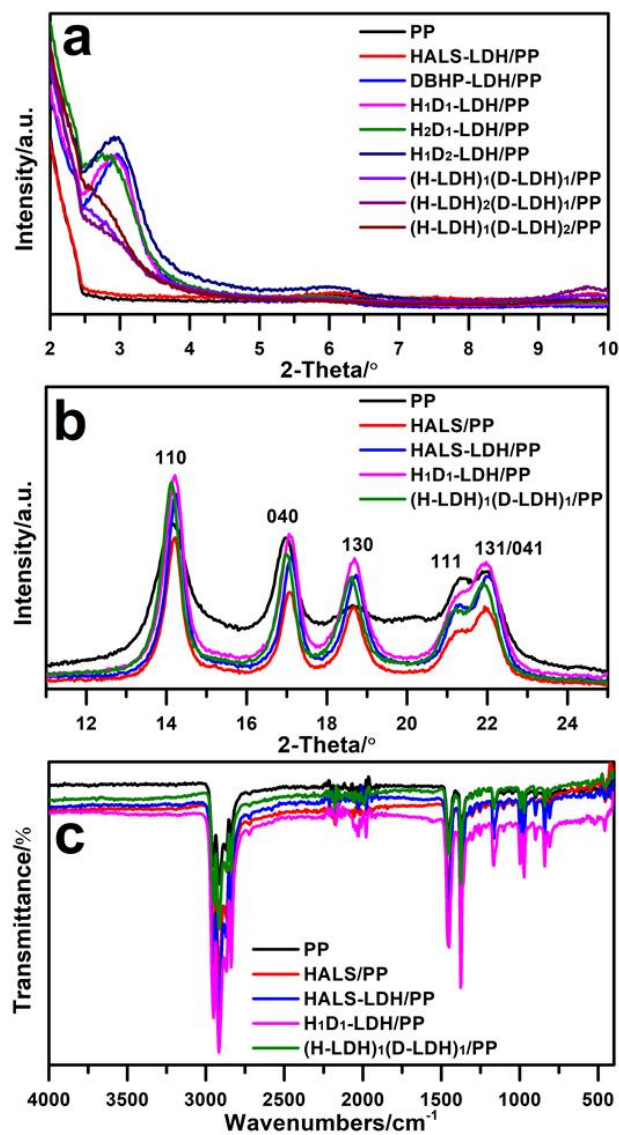 a
PP
HALS-LDH/PP
DBHP-LDH/PP
H₁D₁-LDH/PP
H₂D₁-LDH/PP
H₁D₂-LDH/PP
(H-LDH)₁(D-LDH)₁/PP
(H-LDH)₂(D-LDH)₁/PP
(H-LDH)₁(D-LDH)₂/PP
Intensity/a.u.
2 3 4 5 6 7 8 9 10
2-Theta/°
b
PP
HALS/PP
HALS-LDH/PP
H₁D₁-LDH/PP
(H-LDH)₁(D-LDH)₁/PP
110
040
130
111 131/041
Intensity/a.u.
12 14 16 18 20 22 24
2-Theta/°
c
PP
HALS/PP
HALS-LDH/PP
H₁D₁-LDH/PP
(H-LDH)₁(D-LDH)₁/PP
Transmittance/%
4000 3500 3000 2500 2000 1500 1000 500
Wavenumbers/cm⁻¹